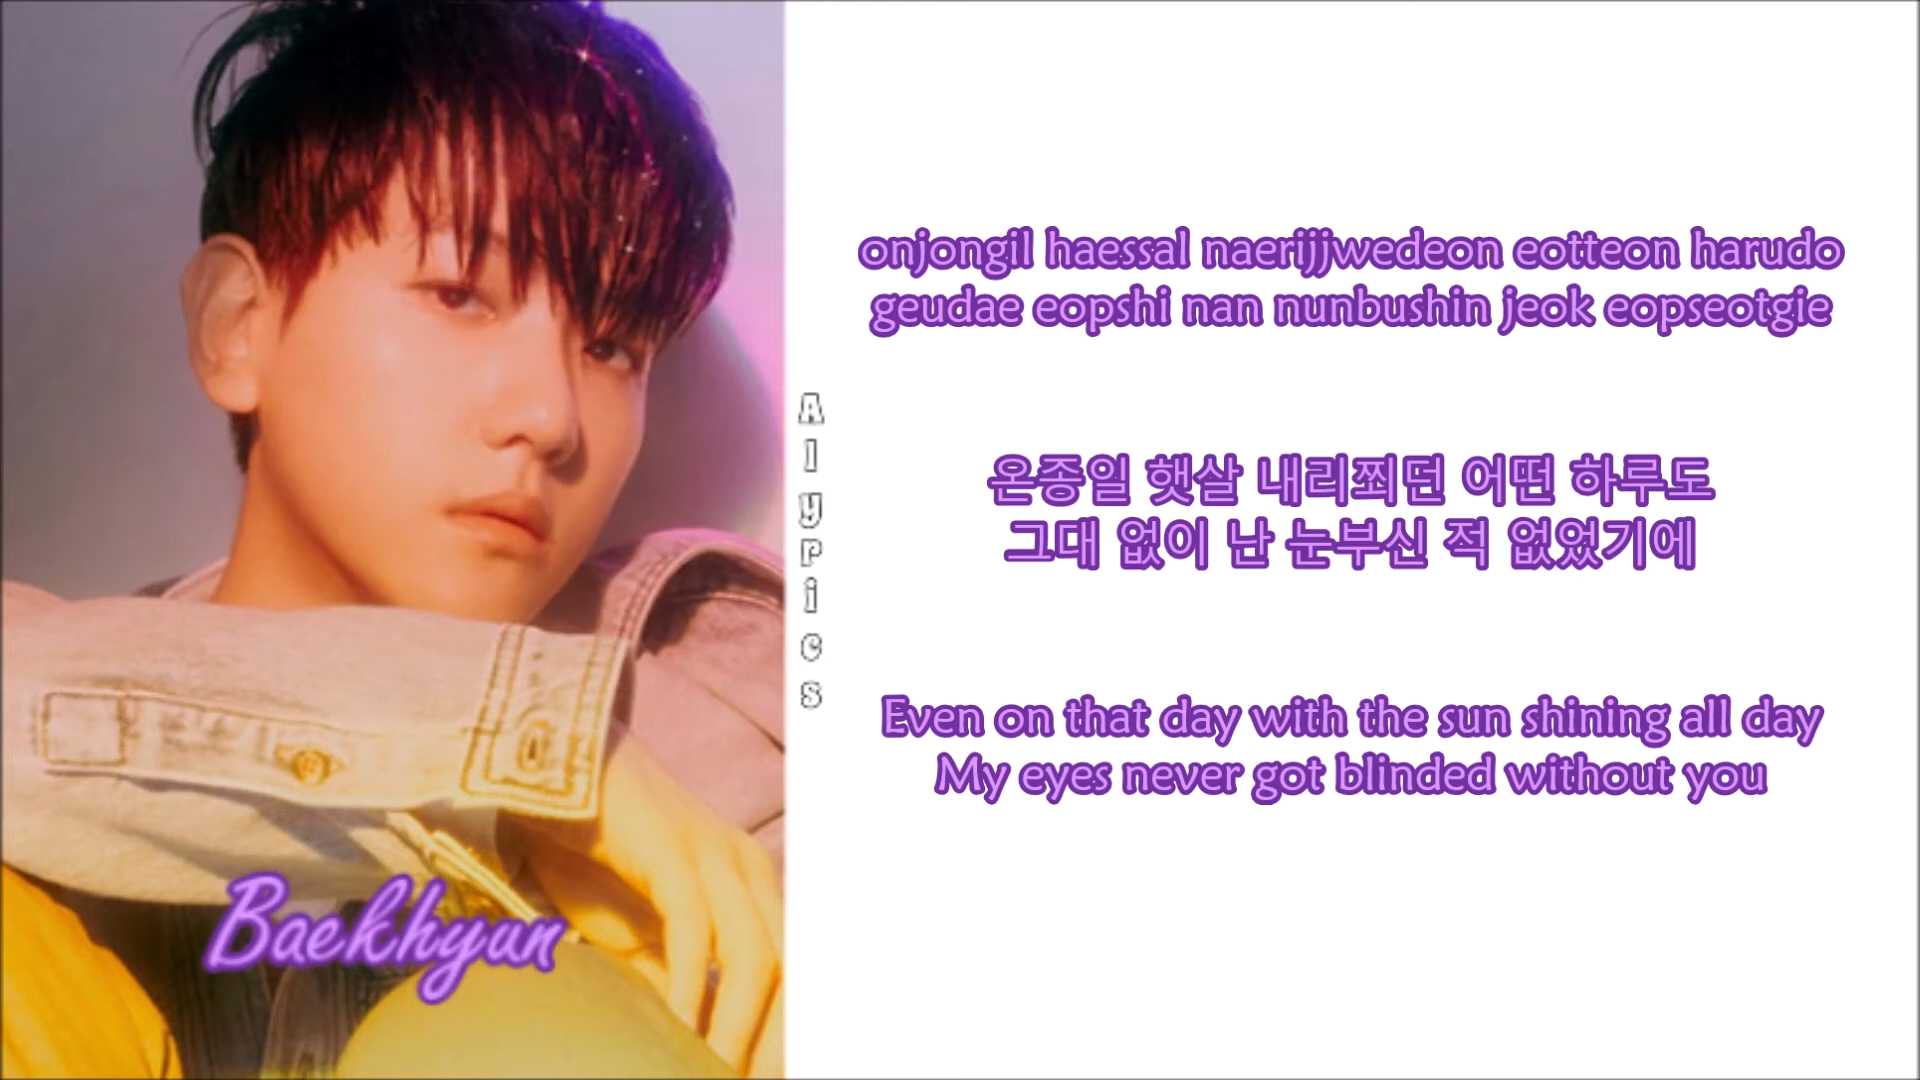 onjongil haessal naerijjwedeon eotteon harudo
geudae eopshi nan nunbushin jeok eopseotgie
온종일 햇살 내리쬐던 어떤 하루도
그대 없이 난 눈부신 적 없었기에
Even on that day with the sun shining all day
My eyes never got blinded without you
Alypics
Baekhyun